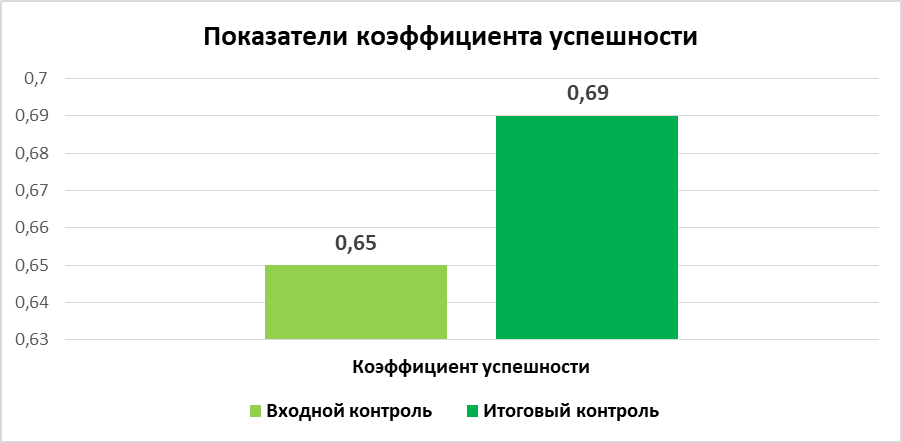 Показатели коэффициента успешности
0,7
0,69
0,68
0,67
0,66
0,65
0,64
0,63
0,65
0,69
Коэффициент успешности
Входной контроль
Итоговый контроль